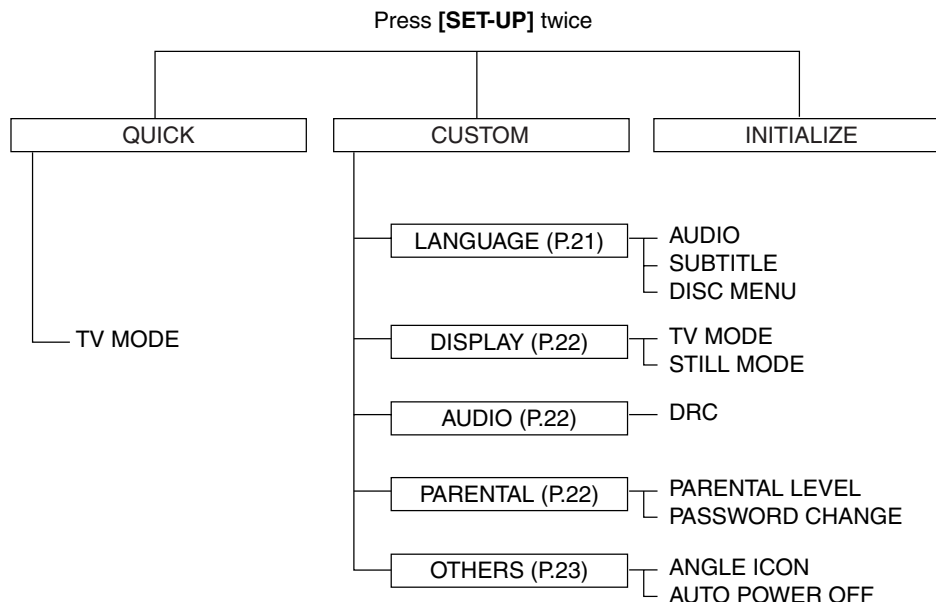 Press [SET-UP] twice
QUICK
CUSTOM
INITIALIZE
TV MODE
LANGUAGE (P.21)
AUDIO
SUBTITLE
DISC MENU
DISPLAY (P.22)
TV MODE
STILL MODE
AUDIO (P.22)
DRC
PARENTAL (P.22)
PARENTAL LEVEL
PASSWORD CHANGE
OTHERS (P.23)
ANGLE ICON
AUTO POWER OFF